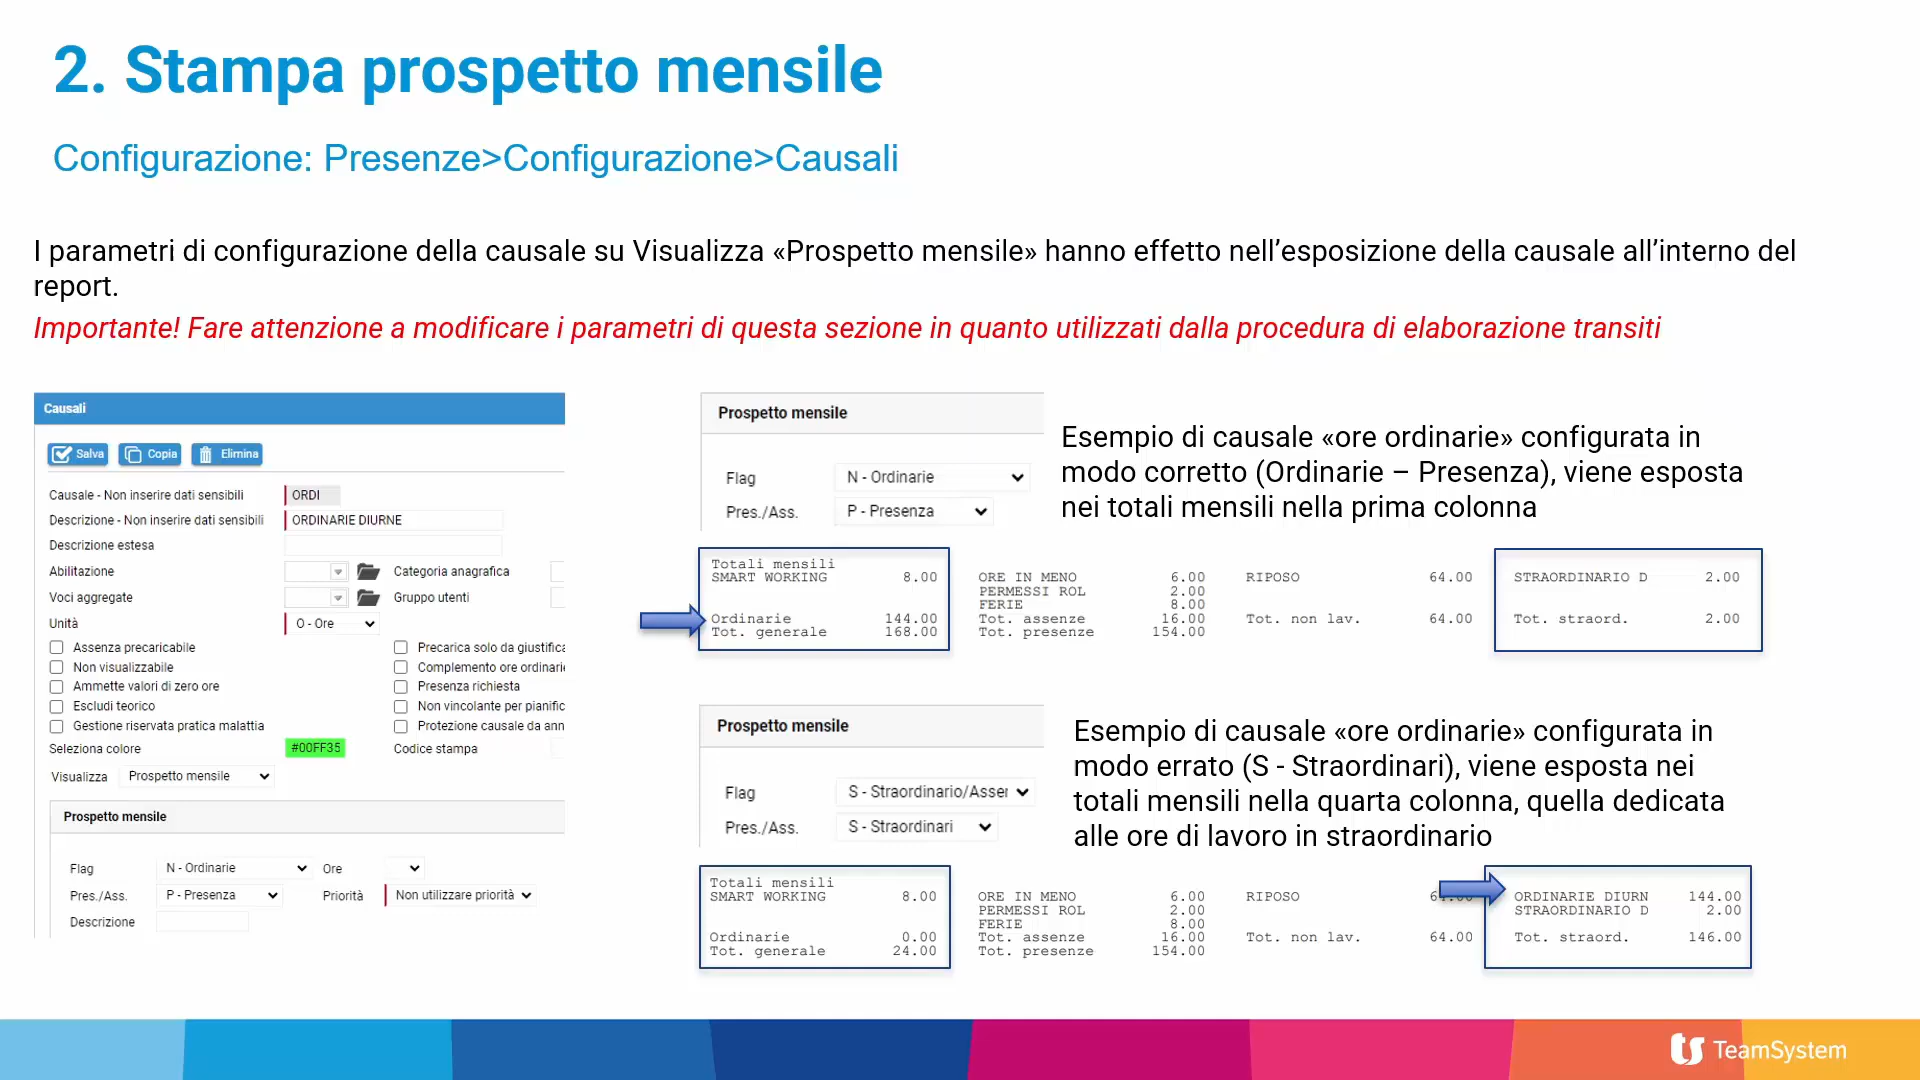 2. Stampa prospetto mensile
Configurazione: Presenze>Configurazione>Causali
I parametri di configurazione della causale su Visualizza «Prospetto mensile» hanno effetto nell’esposizione della causale all’interno del
report.
Importante! Fare attenzione a modificare i parametri di questa sezione in quanto utilizzati dalla procedura di elaborazione transiti
Causali
Salva Copia Elimina
Causale - Non inserire dati sensibili ORDI
Descrizione - Non inserire dati sensibili ORDINARIE DIURNE
Descrizione estesa
Abilitazione Categoria anagrafica
Voci aggregate Gruppo utenti
Unità O - Ore
Assenza precaricabile Precarica solo da giustifica
Non visualizzabile Complemento ore ordinarie
Ammette valori di zero ore Presenza richiesta
Escludi teorico Non vincolante per pianific
Gestione riservata pratica malattia Protezione causale da ann
Seleziona colore #00FF35 Codice stampa
Visualizza Prospetto mensile
Prospetto mensile
Flag N - Ordinarie Ore
Pres./Ass. P - Presenza Priorità Non utilizzare priorità
Descrizione
Prospetto mensile
Flag N - Ordinarie
Pres./Ass. P - Presenza
Esempio di causale «ore ordinarie» configurata in
modo corretto (Ordinarie – Presenza), viene esposta
nei totali mensili nella prima colonna
Totali mensili
SMART WORKING 8.00 ORE IN MENO 6.00 RIPOSO 64.00 STRAORDINARIO D 2.00
PERMESSI ROL 2.00
FERIE 8.00
Ordinarie 144.00 Tot. assenze 16.00 Tot. non lav. 64.00 Tot. straord. 2.00
Tot. generale 168.00 Tot. presenze 154.00
Prospetto mensile
Flag S - Straordinario/Asser
Pres./Ass. S - Straordinari
Esempio di causale «ore ordinarie» configurata in
modo errato (S - Straordinari), viene esposta nei
totali mensili nella quarta colonna, quella dedicata
alle ore di lavoro in straordinario
Totali mensili
SMART WORKING 8.00 ORE IN MENO 6.00 RIPOSO ORDINARIE DIURN 144.00
PERMESSI ROL 2.00 STRAORDINARIO D 2.00
FERIE 8.00
Ordinarie 0.00 Tot. assenze 16.00 Tot. non lav. 64.00 Tot. straord. 146.00
Tot. generale 24.00 Tot. presenze 154.00
TeamSystem